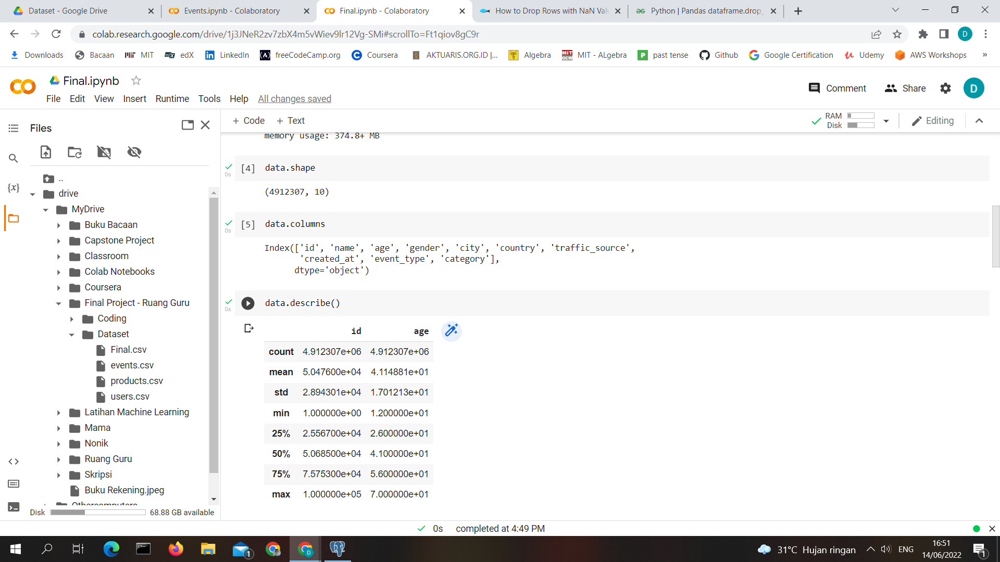 Dataset - Google Drive
Events.ipynb - Colaboratory
Final.ipynb - Colaboratory
How to Drop Rows with NaN Val
Python | Pandas dataframe.drop_
colab.research.google.com/drive/1j3JNeR2zv7zbX4m5vWiev9lr12Vg-SMi#scrollTo=Ft1qiov8gC9r
D
Downloads
Bacaan
MIT
edX
LinkedIn
freeCodeCamp.org
Coursera
AKTUARIS.ORG.ID |...
Algebra
MIT - ALgebra
past tense
Github
Google Certification
Udemy
AWS Workshops
»
Final.ipynb
Comment
Share
D
File Edit View Insert Runtime Tools Help All changes saved
Files
+ Code + Text
RAM
Disk
Editing
..
drive
MyDrive
Buku Bacaan
Capstone Project
Classroom
Colab Notebooks
Coursera
Final Project - Ruang Guru
Coding
Dataset
Final.csv
events.csv
products.csv
users.csv
Latihan Machine Learning
Mama
Nonik
Ruang Guru
Skripsi
Buku Rekening.jpeg
Othercomputers
Disk 68.88 GB available
{x}
memory usage: 374.8+ MB
0s
[4] data.shape
(4912307, 10)
0s
[5] data.columns
Index(['id', 'name', 'age', 'gender', 'city', 'country', 'traffic_source',
'created_at', 'event_type', 'category'],
dtype='object')
0s
data.describe()
id age
count 4.912307e+06 4.912307e+06
mean 5.047600e+04 4.114881e+01
std 2.894301e+04 1.701213e+01
min 1.000000e+00 1.200000e+01
25% 2.556700e+04 2.600000e+01
50% 5.068500e+04 4.100000e+01
75% 7.575300e+04 5.600000e+01
max 1.000000e+05 7.000000e+01
0s completed at 4:49 PM
1
D
31°C Hujan ringan
ENG
16:51
14/06/2022
1